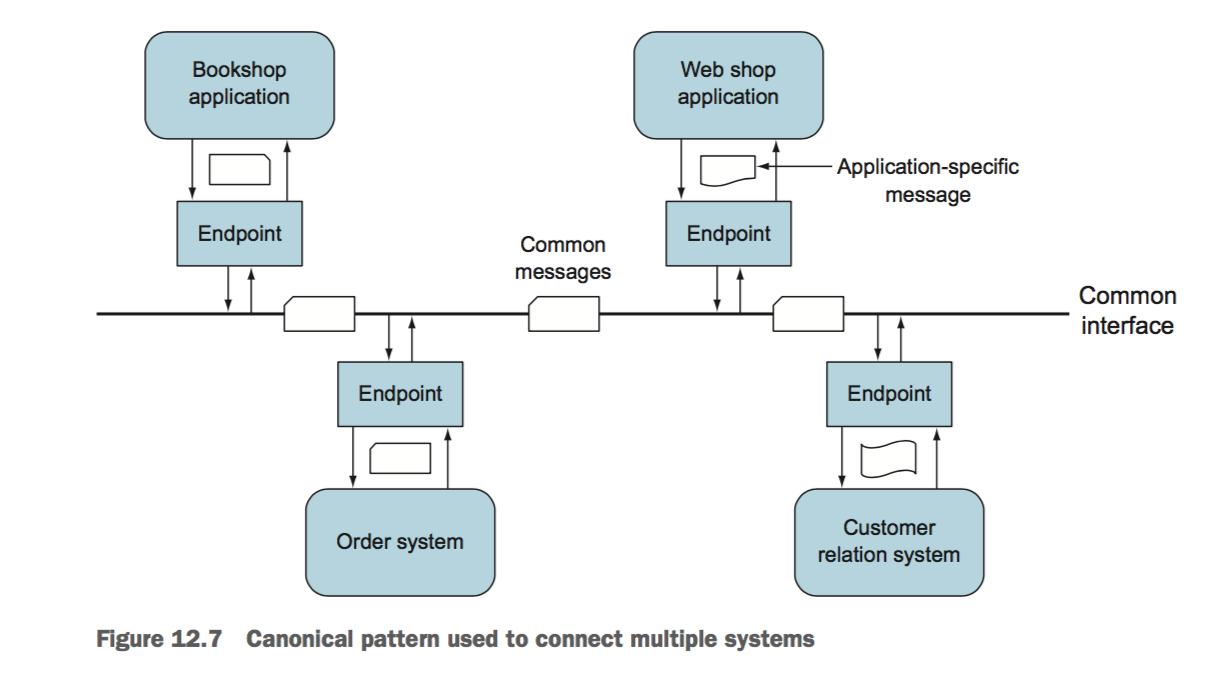 Bookshop
application
Web shop
application
Application-specific
message
Endpoint
Endpoint
Common
messages
Common
interface
Endpoint
Endpoint
Order system
Customer
relation system
Figure 12.7 Canonical pattern used to connect multiple systems